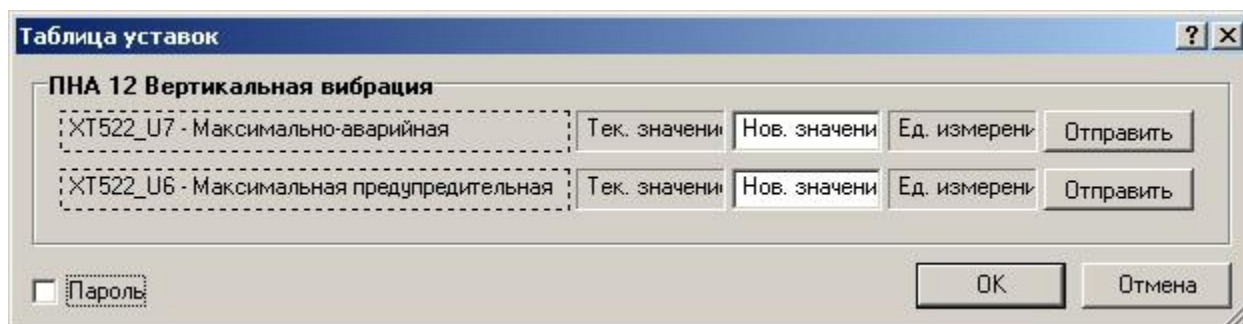 Таблица уставок
ПНА 12 Вертикальная вибрация
XT522_U7 - Максимально-аварийная Тек. значени Нов. значени Ед. измерени Отправить
XT522_U6 - Максимальная предупредительная Тек. значени Нов. значени Ед. измерени Отправить
Пароль OK Отмена